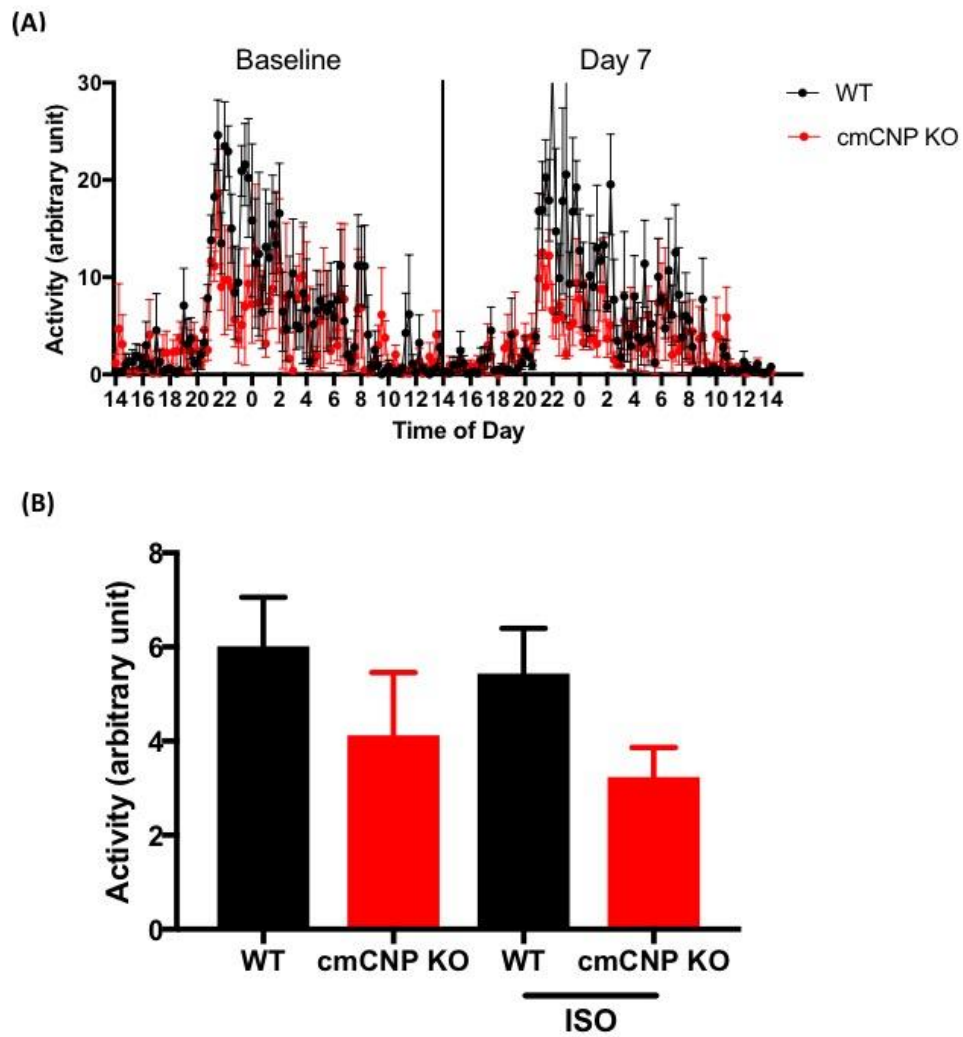 (A)
Baseline
Day 7
WT
cmCNP KO
Activity (arbitrary unit)
30
20
10
0
14 16 18 20 22 0 2 4 6 8 10 12 14 16 18 20 22 0 2 4 6 8 10 12 14
Time of Day
(B)
Activity (arbitrary unit)
8
6
4
2
0
WT cmCNP KO WT cmCNP KO
ISO